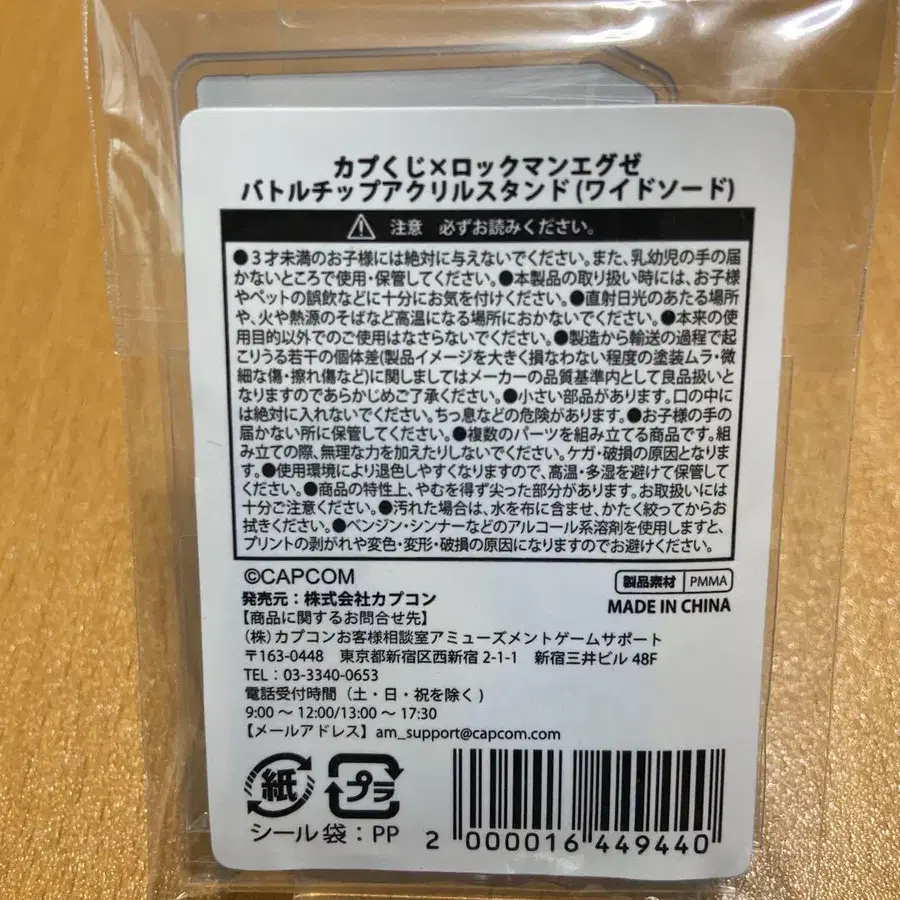 カプくじ×ロックマンエグゼ
バトルチップアクリルスタンド(ワイドソード)
注意 必ずお読みください。
●3才未満のお子様には絶対に与えないでください。また、乳幼児の手の届
かないところで使用・保管してください。●本製品の取り扱い時には、お子様
やペットの誤飲などに十分にお気を付けください。●直射日光のあたる場所
や、火や熱源のそばなど高温になる場所におかないでください。●本来の使
用目的以外でのご使用はなさらないでください。●製造から輸送の過程で起
こりうる若干の個体差(製品イメージを大きく損なわない程度の塗装ムラ・微
細な傷・擦れ傷など)に関しましてはメーカーの品質基準内として良品扱いと
なりますのであらかじめご了承ください。●小さい部品があります。口の中に
は絶対に入れないでください。ちっ息などの危険があります。●お子様の手の
届かない所に保管してください。●複数のパーツを組み立てる商品です。組
み立ての際、無理な力を加えたりしないでください。ケガ・破損の原因となりま
す。●使用環境により退色しやすくなりますので、高温・多湿を避けて保管して
ください。●商品の特性上、やむを得ず尖った部分があります。お取扱いには
十分ご注意ください。●汚れた場合は、水を布に含ませ、かたく絞ってからお
拭きください。●ベンジン・シンナーなどのアルコール系溶剤を使用しますと、
プリントの剥がれや変色・変形・破損の原因になりますのでお避けください。
©CAPCOM
製品素材 PMMA
発売元：株式会社カプコン
MADE IN CHINA
【商品に関するお問合せ先】
(株)カプコンお客様相談室アミューズメントゲームサポート
〒163-0448 東京都新宿区西新宿2-1-1 新宿三井ビル 48F
TEL：03-3340-0653
電話受付時間（土・日・祝を除く）
9:00 ～ 12:00/13:00 ～ 17:30
【メールアドレス】am_support@capcom.com
紙 プラ
シール 袋：PP
2 000016 449440